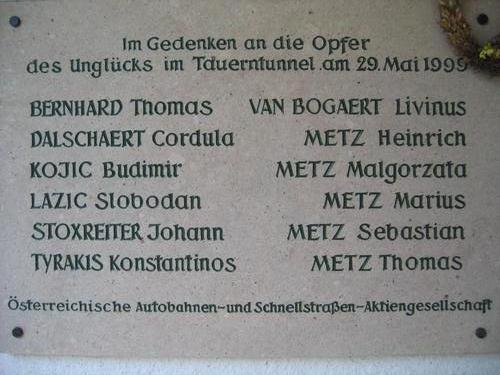 Im Gedenken an die Opfer
des Unglücks im Tauerntunnel am 29. Mai 1999
BERNHARD Thomas VAN BOGAERT Livinus
DALSCHAERT Cordula METZ Heinrich
KOJIC Budimir METZ Malgorzata
LAZIC Slobodan METZ Marius
STOXREITER Johann METZ Sebastian
TYRAKIS Konstantinos METZ Thomas
Österreichische Autobahnen-und Schnellstraßen-Aktiengesellschaft